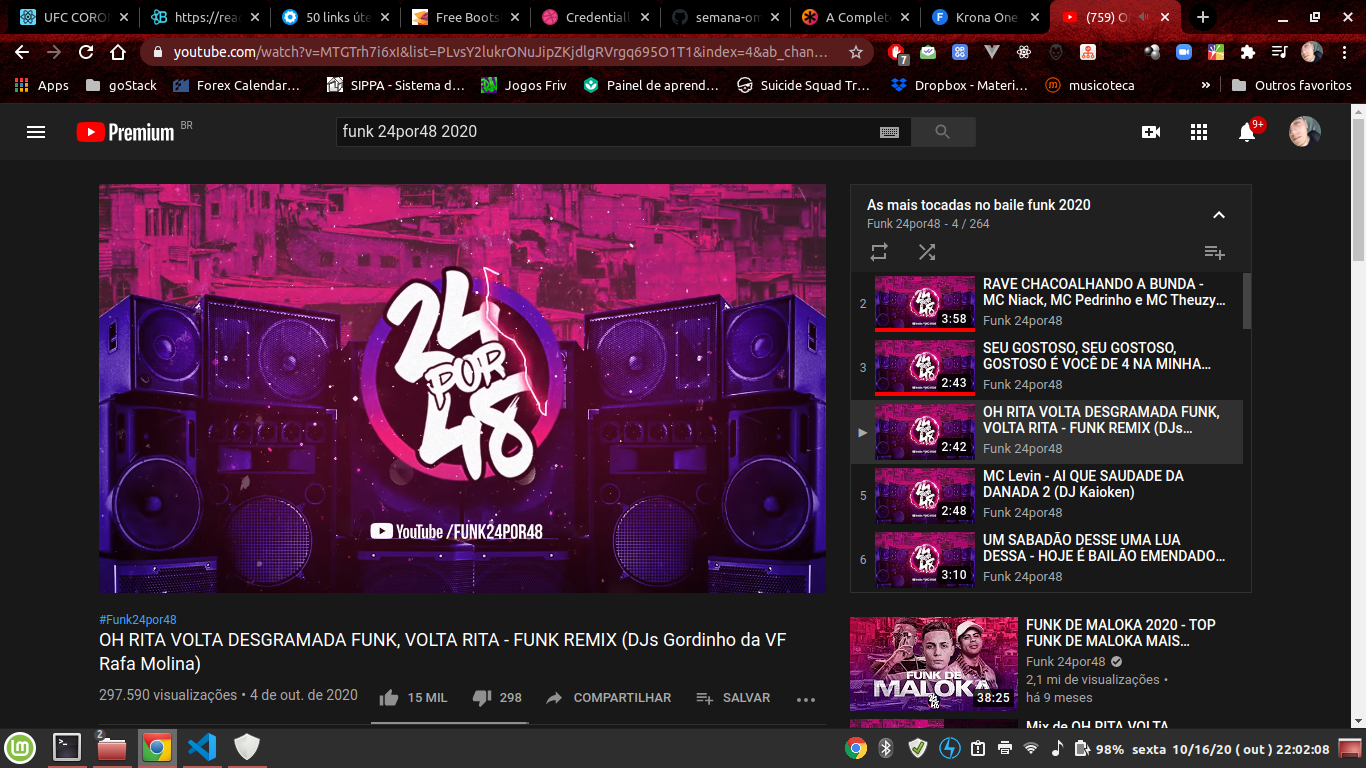 UFC CORON
https://reac
50 links úte
Free Bootst
Credentiall
semana-om
A Complete
Krona One
(759) O
youtube.com/watch?v=MTGTrh7i6xI&list=PLvsY2lukrONuJipZKjdlgRVrgq695O1T1&index=4&ab_chan…
7
Apps
goStack
Forex Calendar…
SIPPA - Sistema d…
Jogos Friv
Painel de aprend…
Suicide Squad Tr…
Dropbox - Materi…
musicoteca
»
Outros favoritos
Premium BR
funk 24por48 2020
9+
24
POR
48
YouTube /FUNK24POR48
As mais tocadas no baile funk 2020
Funk 24por48 - 4 / 264
2
3:58
RAVE CHACOALHANDO A BUNDA -
MC Niack, MC Pedrinho e MC Theuzy…
Funk 24por48
3
2:43
SEU GOSTOSO, SEU GOSTOSO,
GOSTOSO É VOCÊ DE 4 NA MINHA…
Funk 24por48
2:42
OH RITA VOLTA DESGRAMADA FUNK,
VOLTA RITA - FUNK REMIX (DJs…
Funk 24por48
5
2:48
MC Levin - AI QUE SAUDADE DA
DANADA 2 (DJ Kaioken)
Funk 24por48
6
3:10
UM SABADÃO DESSE UMA LUA
DESSA - HOJE É BAILÃO EMENDADO…
Funk 24por48
#Funk24por48
OH RITA VOLTA DESGRAMADA FUNK, VOLTA RITA - FUNK REMIX (DJs Gordinho da VF
Rafa Molina)
297.590 visualizações • 4 de out. de 2020
15 MIL
298
COMPARTILHAR
SALVAR
FUNK DE
MALOKA
38:25
FUNK DE MALOKA 2020 - TOP
FUNK DE MALOKA MAIS…
Funk 24por48
2,1 mi de visualizações •
há 9 meses
Mix de OH RITA VOLTA
2
98%
sexta 10/16/20 ( out ) 22:02:08